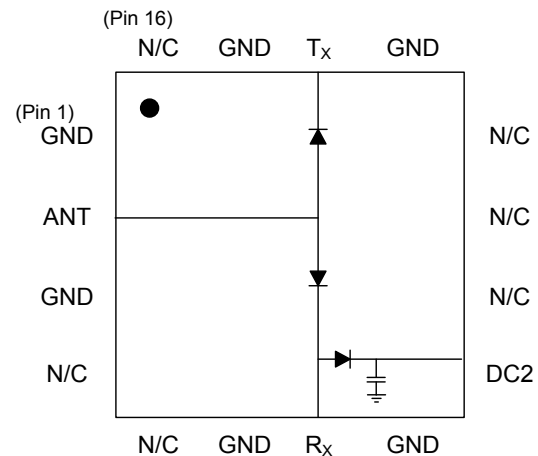 (Pin 16)
N/C GND TX GND
(Pin 1)
GND N/C
ANT N/C
GND N/C
N/C DC2
N/C GND RX GND